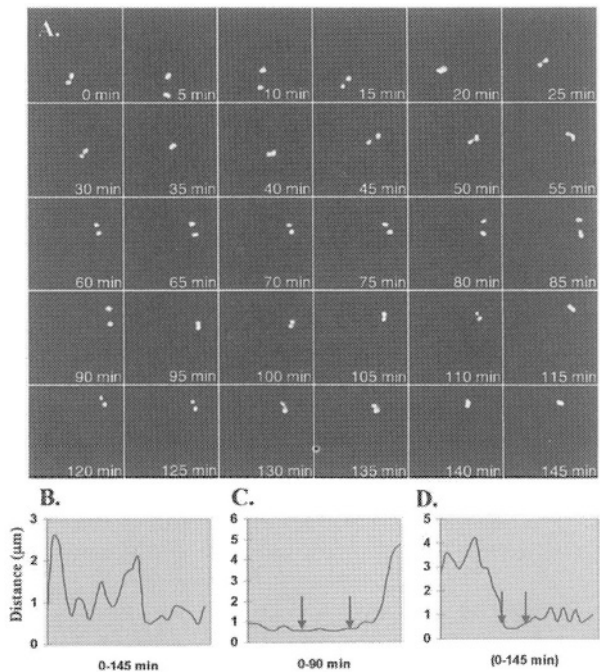 A.
0 min 5 min 10 min 15 min 20 min 25 min
30 min 35 min 40 min 45 min 50 min 55 min
60 min 65 min 70 min 75 min 80 min 85 min
90 min 95 min 100 min 105 min 110 min 115 min
120 min 125 min 130 min 135 min 140 min 145 min
B. C. D.
Distance (µm)
3
2
1
0
0-145 min
6
5
4
3
2
1
0
0-90 min
5
4
3
2
1
0
(0-145 min)